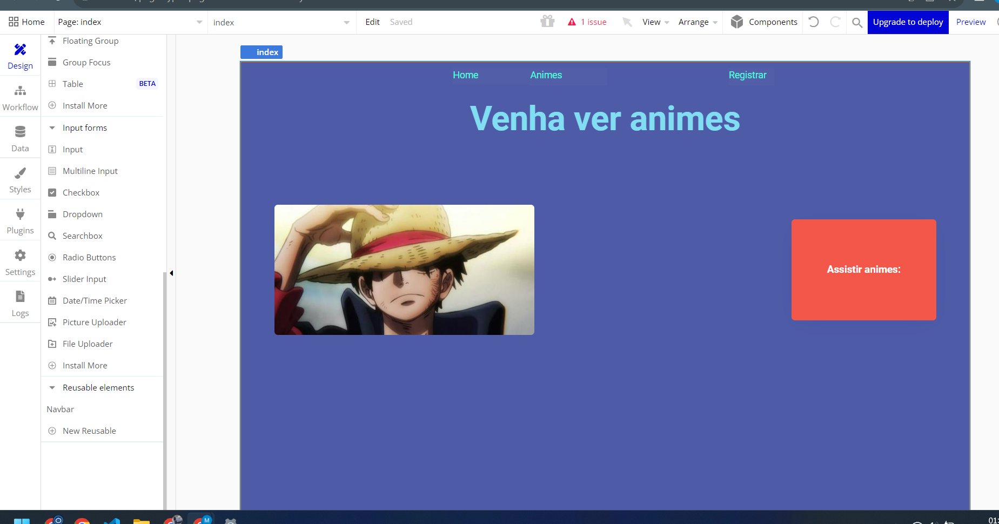 Home
Page: index
index
Edit
Saved
1 issue
View
Arrange
Components
Upgrade to deploy
Preview
Design
Workflow
Data
Styles
Plugins
Settings
Logs
Floating Group
Group Focus
Table
BETA
Install More
Input forms
Input
Multiline Input
Checkbox
Dropdown
Searchbox
Radio Buttons
Slider Input
Date/Time Picker
Picture Uploader
File Uploader
Install More
Reusable elements
Navbar
New Reusable
index
Home
Animes
Registrar
Venha ver animes
Assistir animes:
M
01: